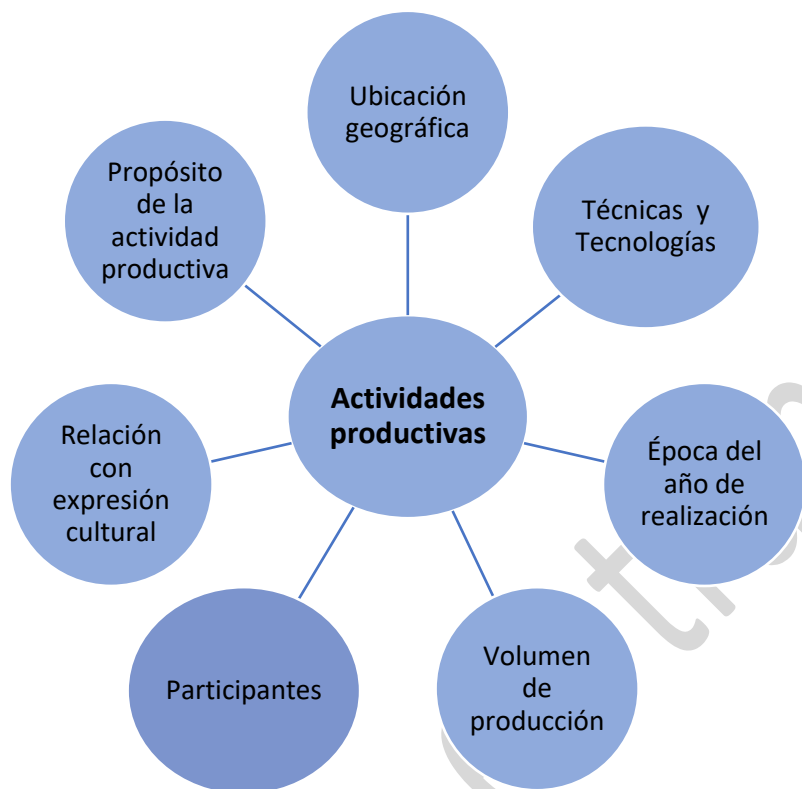 Ubicación
geográfica
Técnicas y
Tecnologías
Época del
año de
realización
Volumen
de
producción
Participantes
Relación
con
expresión
cultural
Propósito
de la
actividad
productiva
Actividades
productivas